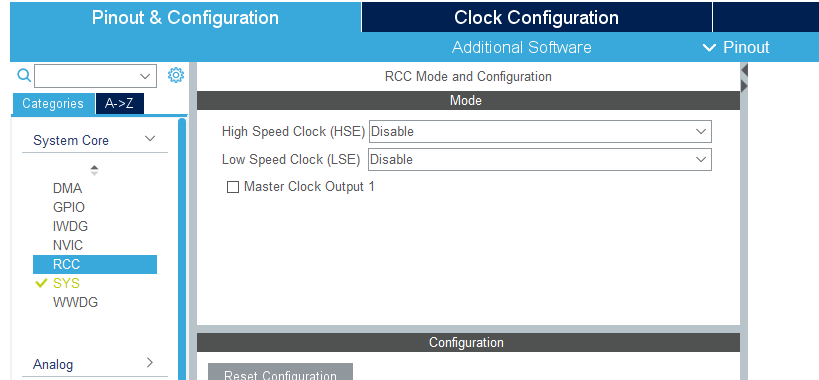 Pinout & Configuration
Clock Configuration
Additional Software
Pinout
RCC Mode and Configuration
Categories
A->Z
Mode
System Core
High Speed Clock (HSE) Disable
Low Speed Clock (LSE) Disable
Master Clock Output 1
DMA
GPIO
IWDG
NVIC
RCC
SYS
WWDG
Configuration
Analog
Reset Configuration